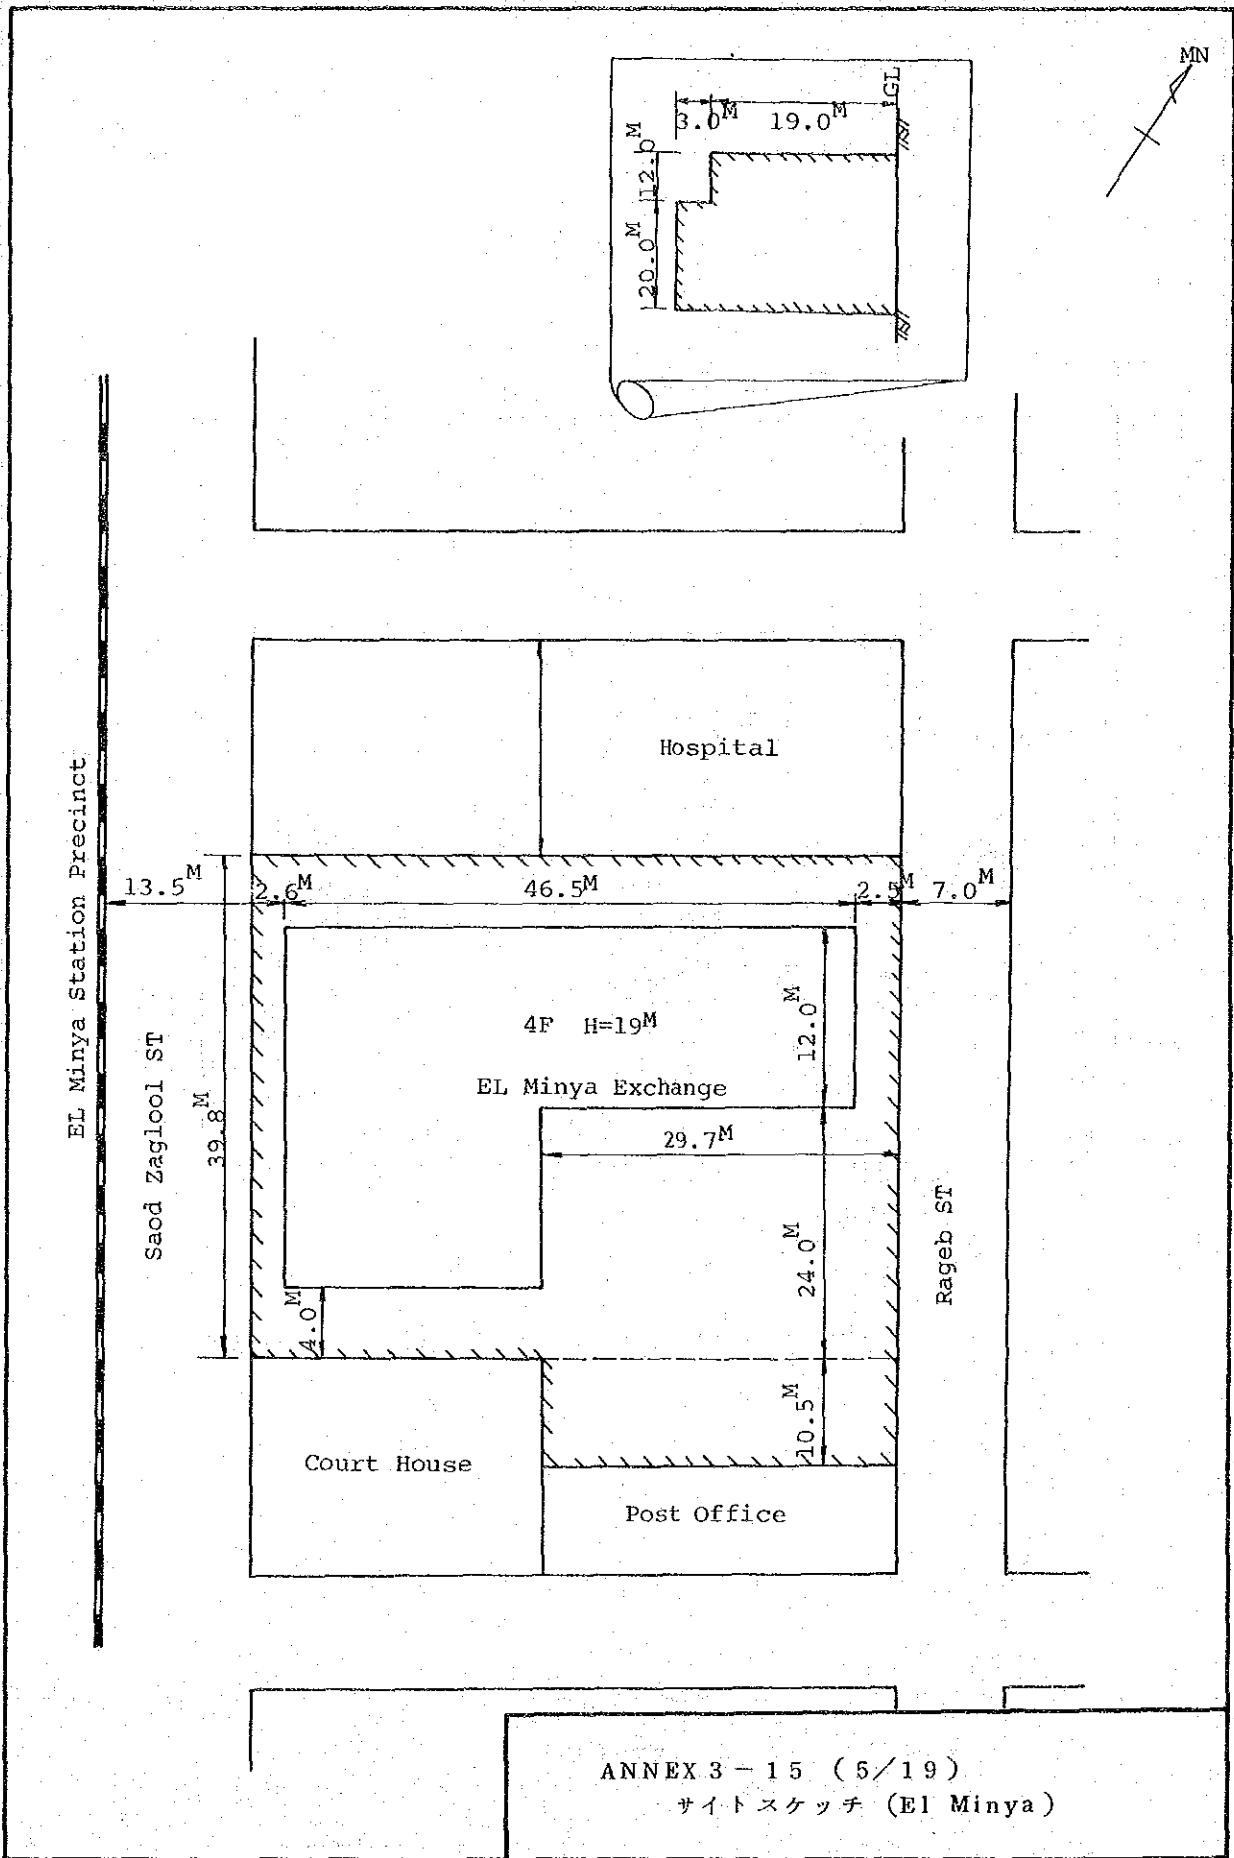 MN
GL
3.0M 19.0M
12.0M
20.0M
Hospital
EL Minya Station Precinct
13.5M 2.6M 46.5M 2.5M 7.0M
4F H=19M
12.0M
EL Minya Exchange
39.8M
Saod Zaglool ST
29.7M
Rageb ST
24.0M
4.0M
10.5M
Court House
Post Office
ANNEX 3-15 (5/19)
サイトスケッチ (El Minya)